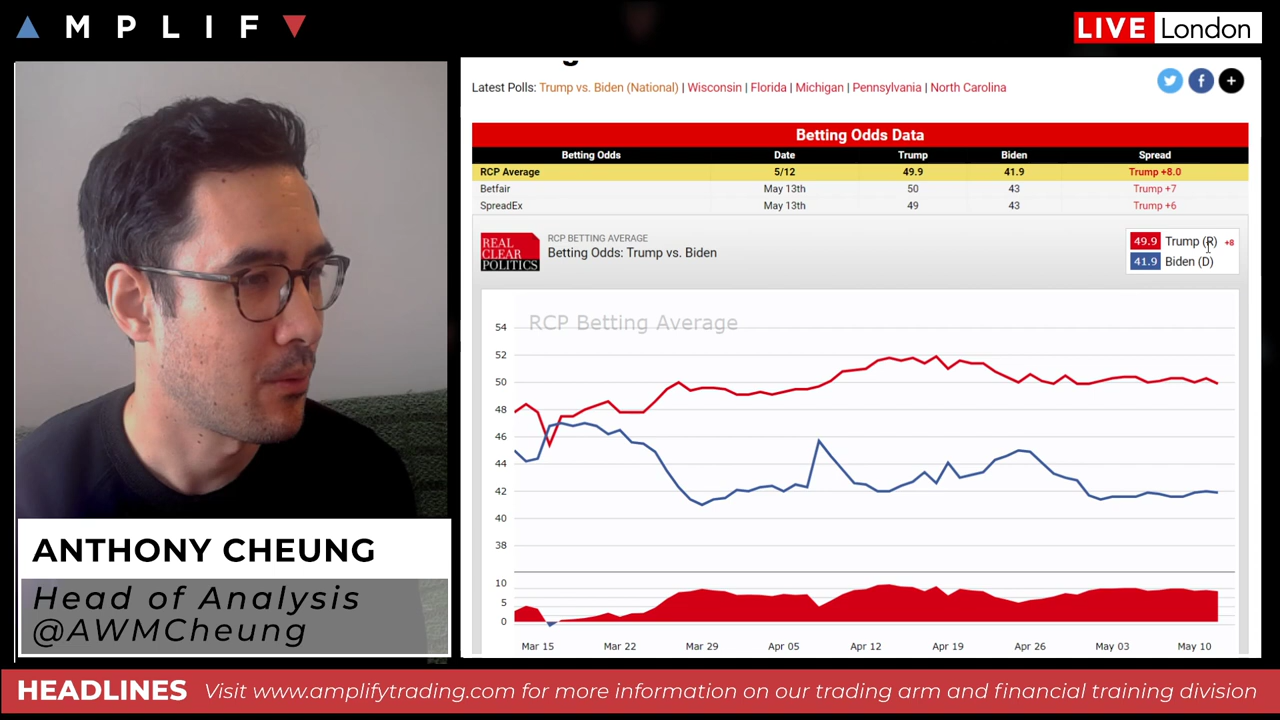 AMPLIFY
LIVE London
Latest Polls: Trump vs. Biden (National) | Wisconsin | Florida | Michigan | Pennsylvania | North Carolina
Betting Odds Data
Betting Odds Date Trump Biden Spread
RCP Average 5/12 49.9 41.9 Trump +8.0
Betfair May 13th 50 43 Trump +7
SpreadEx May 13th 49 43 Trump +6
REAL
CLEAR
POLITICS
RCP BETTING AVERAGE
Betting Odds: Trump vs. Biden
49.9 Trump (R) +8
41.9 Biden (D)
RCP Betting Average
54
52
50
48
46
44
42
40
38
10
5
0
Mar 15 Mar 22 Mar 29 Apr 05 Apr 12 Apr 19 Apr 26 May 03 May 10
ANTHONY CHEUNG
Head of Analysis
@AWMCheung
HEADLINES Visit www.amplifytrading.com for more information on our trading arm and financial training division